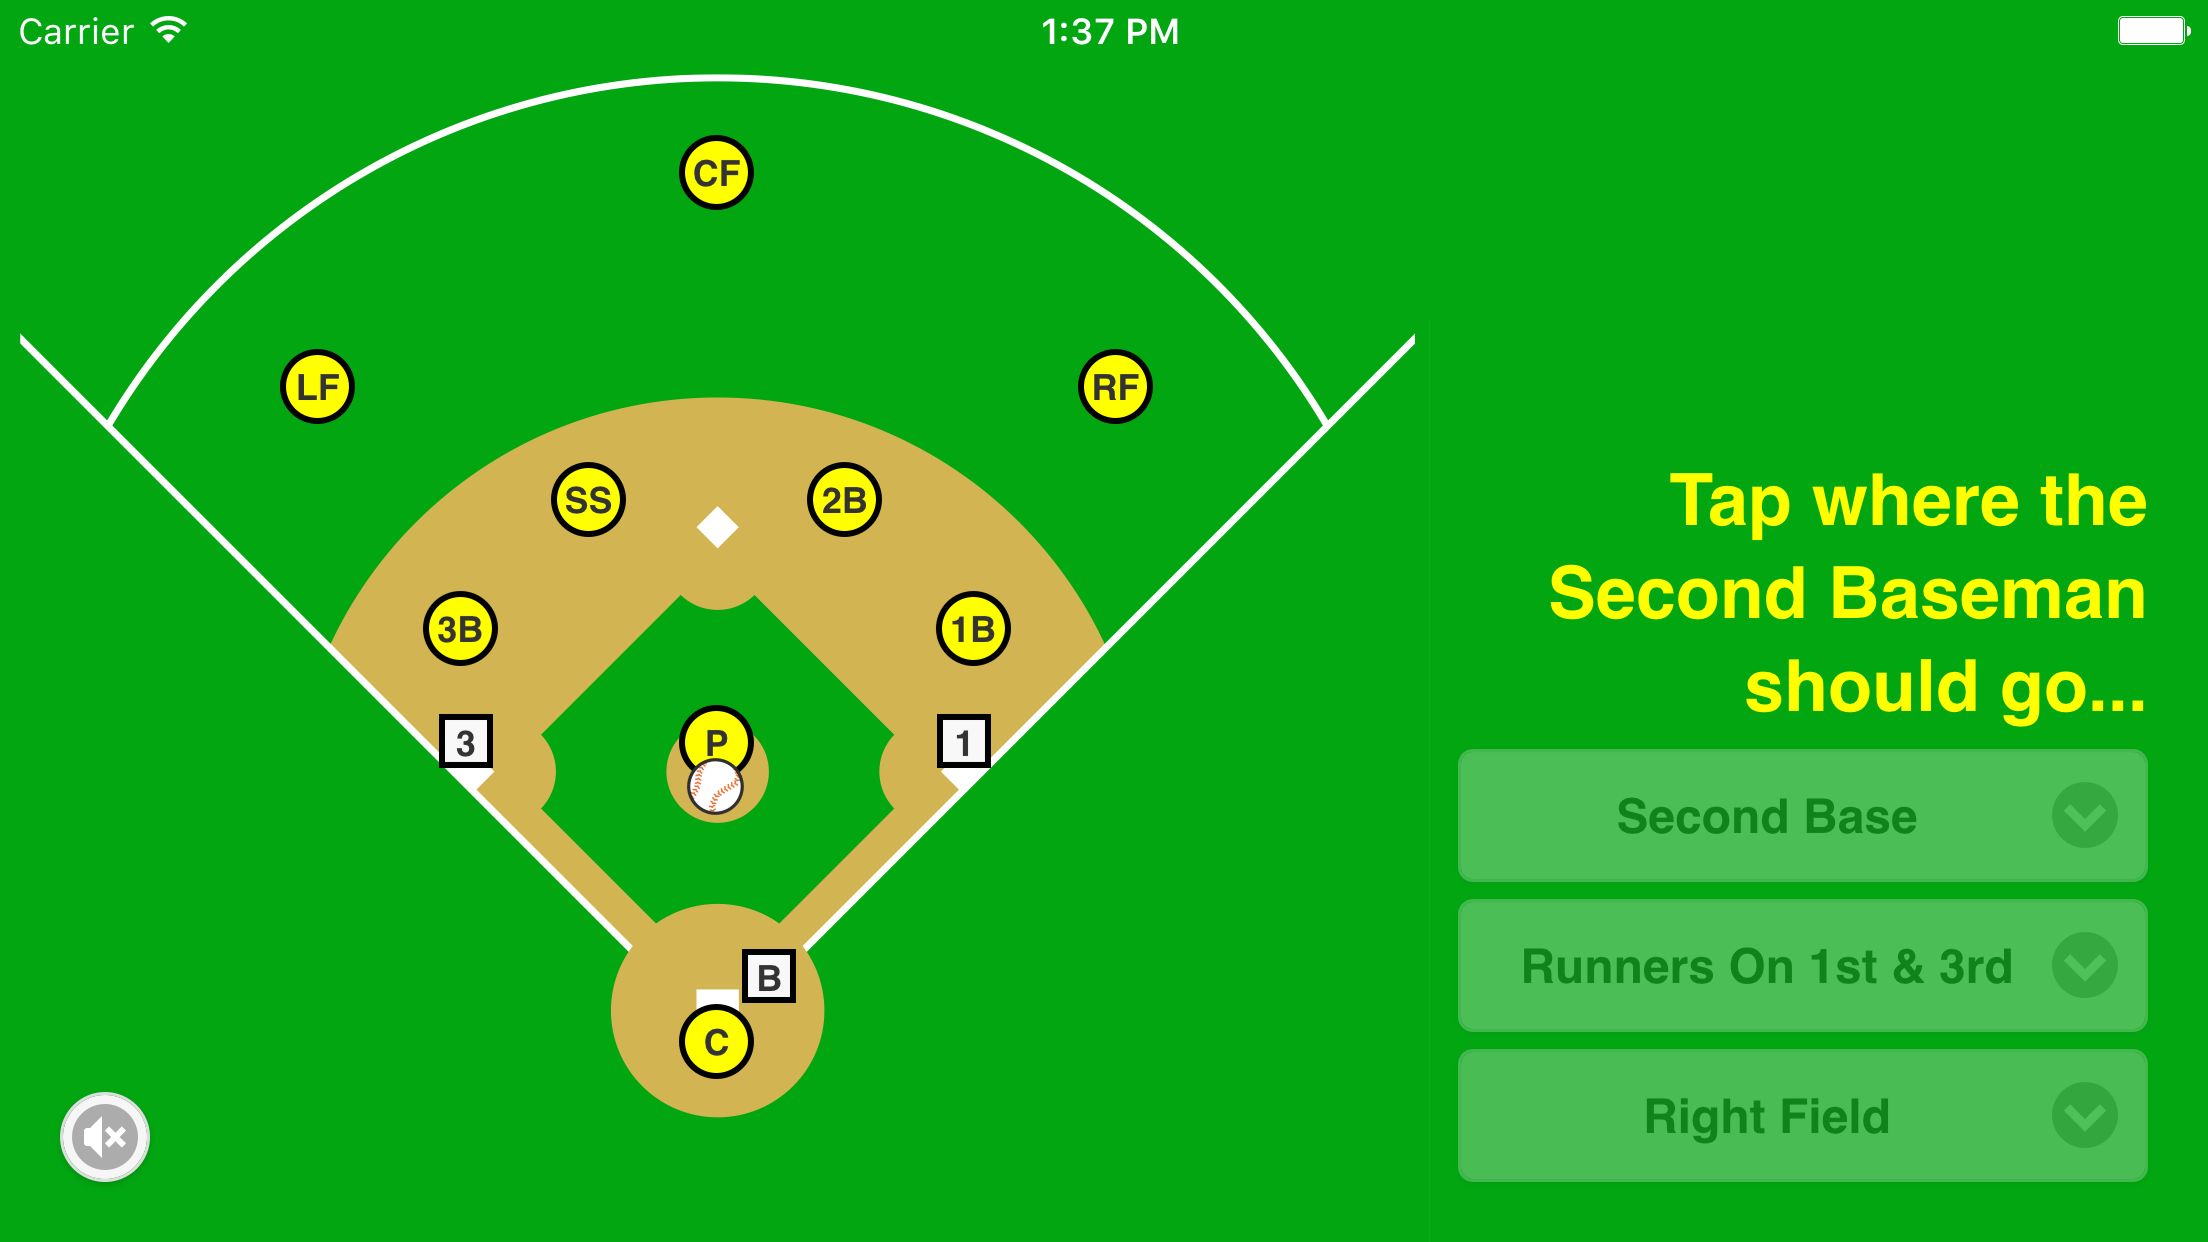 Carrier
1:37 PM
CF
LF
RF
SS
2B
3B
1B
3
P
1
B
C
Tap where the
Second Baseman
should go...
Second Base
Runners On 1st & 3rd
Right Field